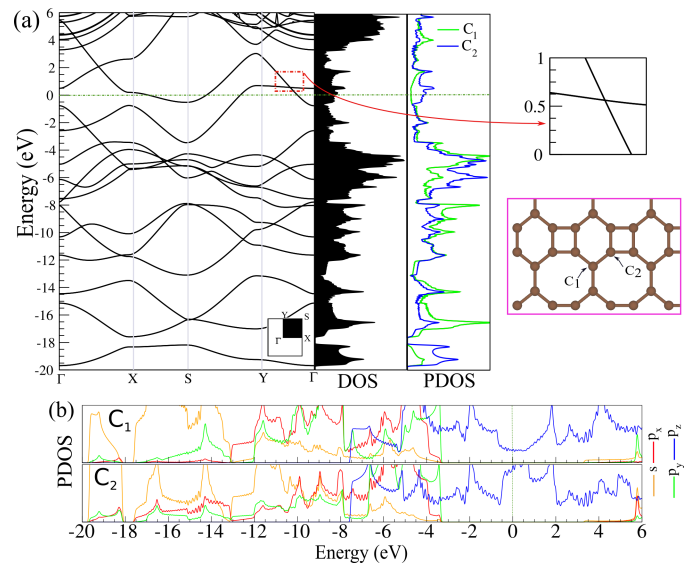 (a)
Energy (eV)
6
4
2
0
-2
-4
-6
-8
-10
-12
-14
-16
-18
-20
Γ X S Y Γ
Y S
Γ X
DOS
PDOS
C1
C2
1
0.5
0
C1 C2
(b)
PDOS
C1
C2
s px
py pz
-20 -18 -16 -14 -12 -10 -8 -6 -4 -2 0 2 4 6
Energy (eV)